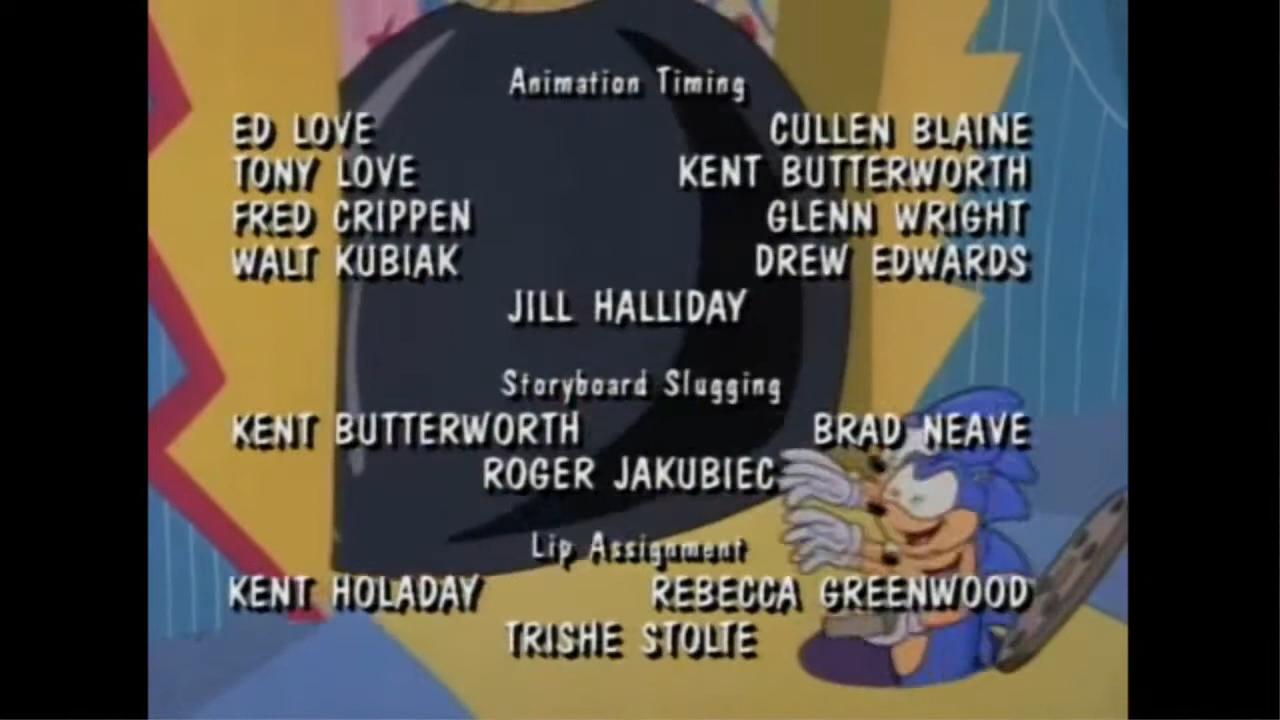 Animation Timing
ED LOVE CULLEN BLAINE
TONY LOVE KENT BUTTERWORTH
FRED CRIPPEN GLENN WRIGHT
WALT KUBIAK DREW EDWARDS
JILL HALLIDAY
Storyboard Slugging
KENT BUTTERWORTH BRAD NEAVE
ROGER JAKUBIEC
Lip Assignment
KENT HOLADAY REBECCA GREENWOOD
TRISHE STOLTE